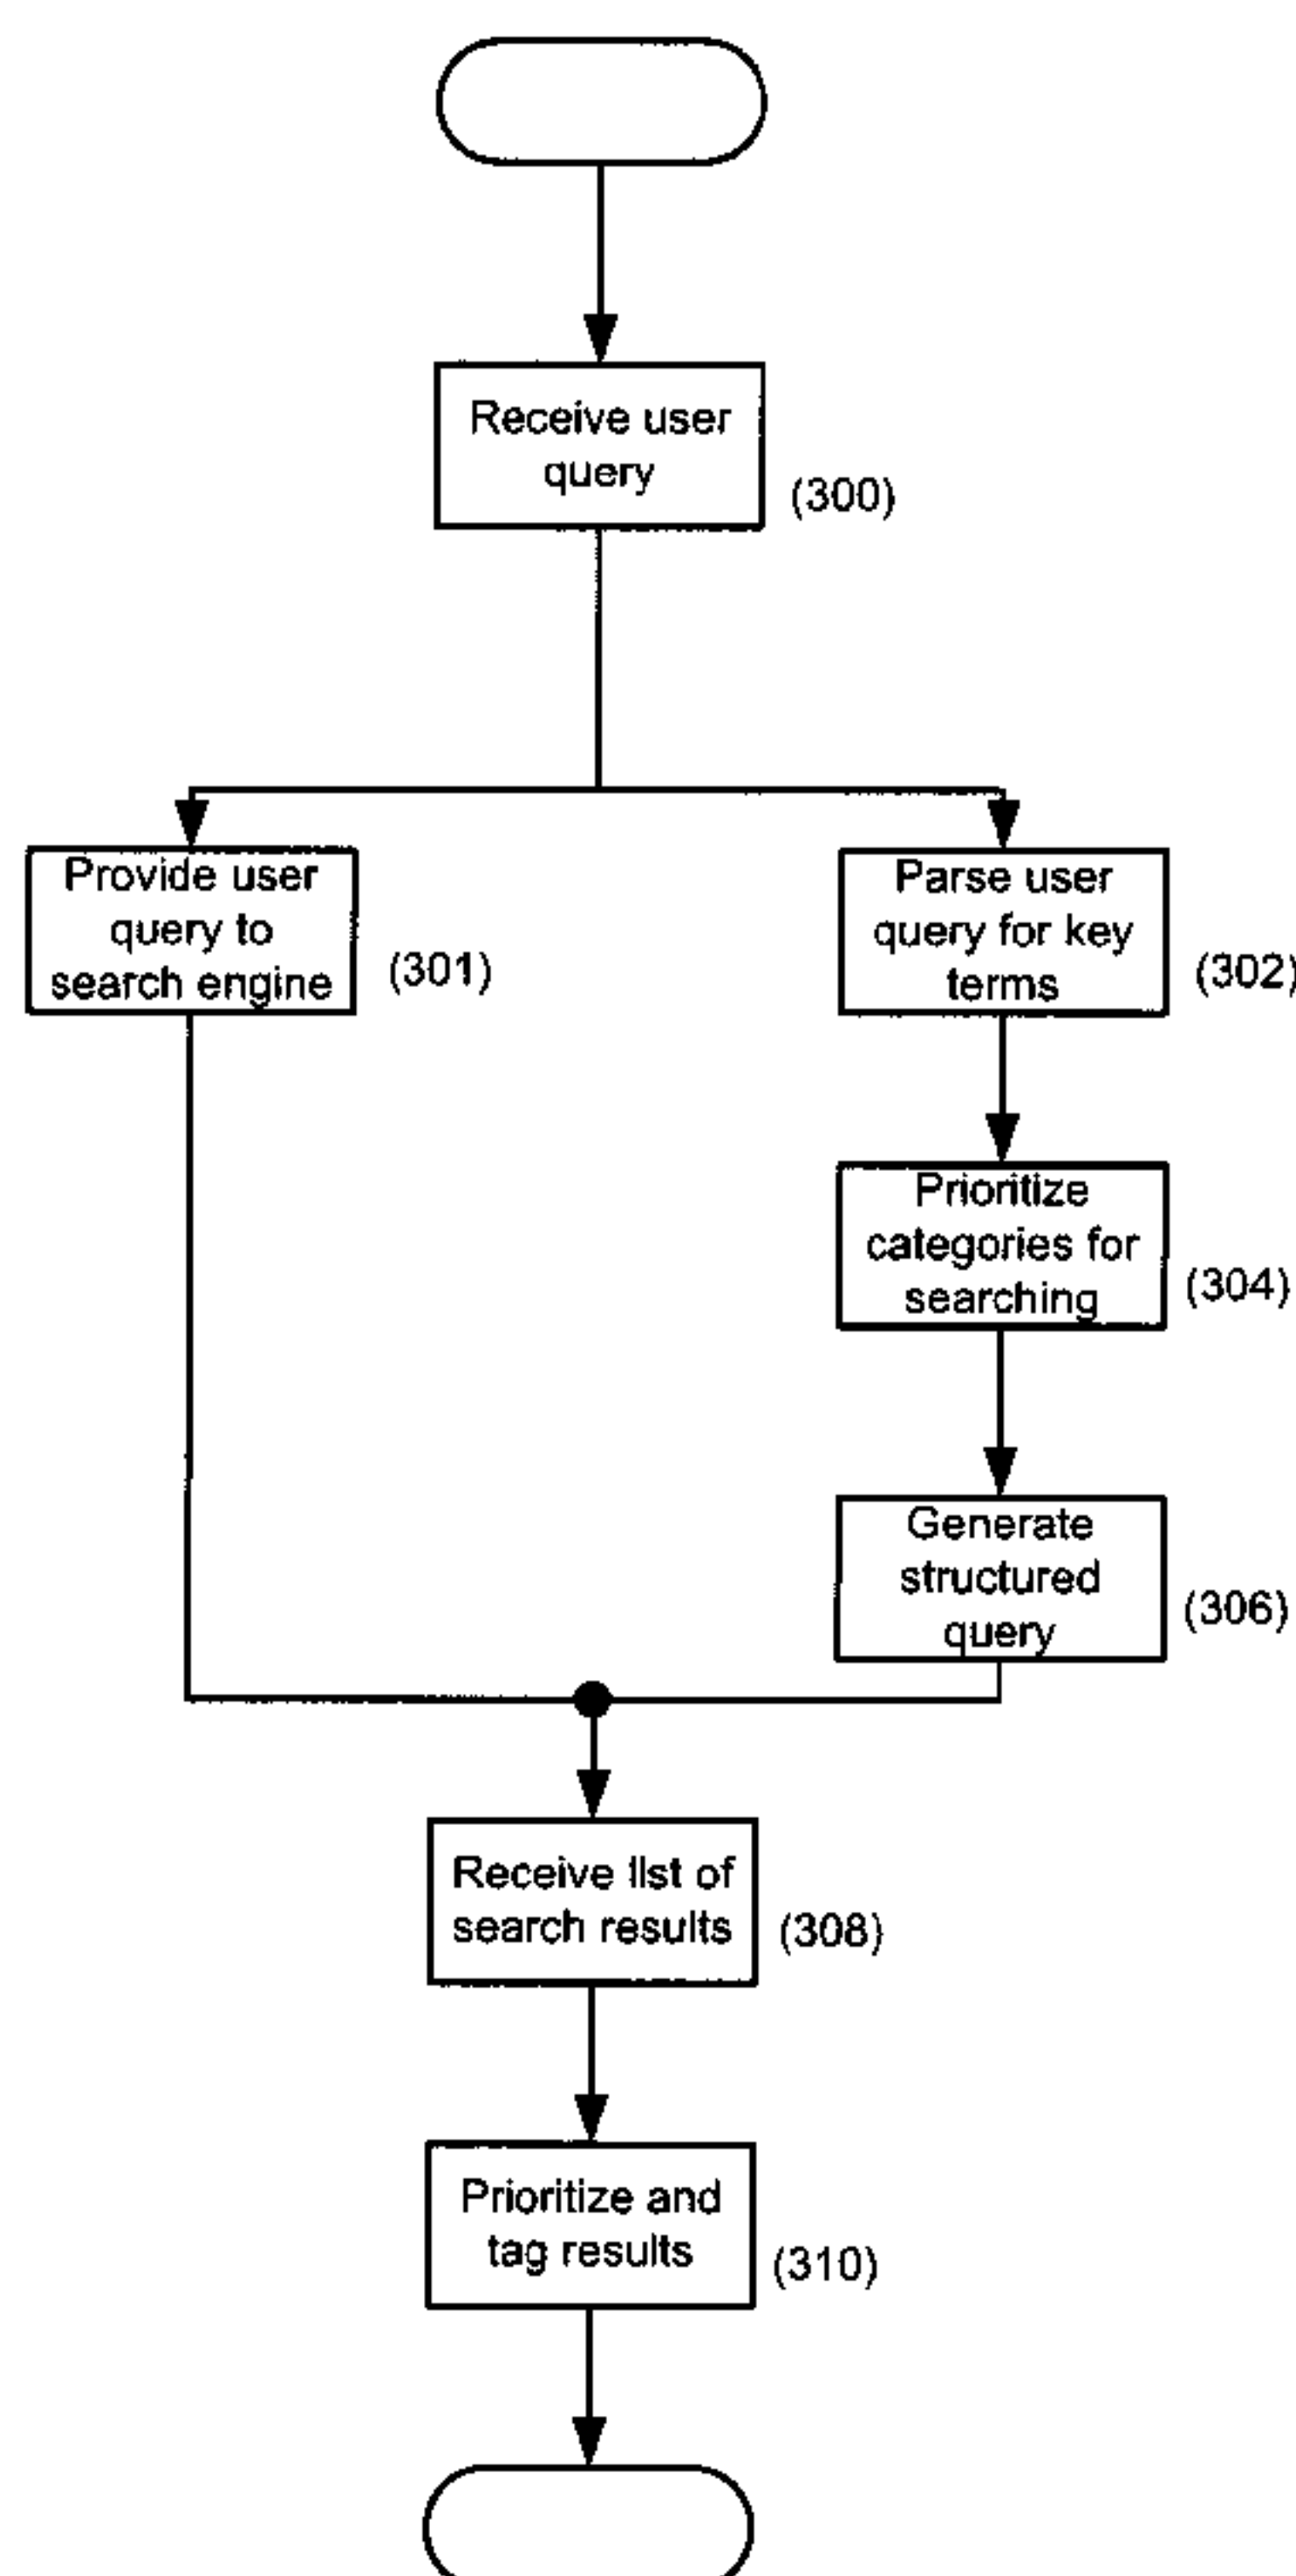 Receive user
query
(300)
Provide user
query to
search engine
(301)
Parse user
query for key
terms
(302)
Prioritize
categories for
searching
(304)
Generate
structured
query
(306)
Receive list of
search results
(308)
Prioritize and
tag results
(310)